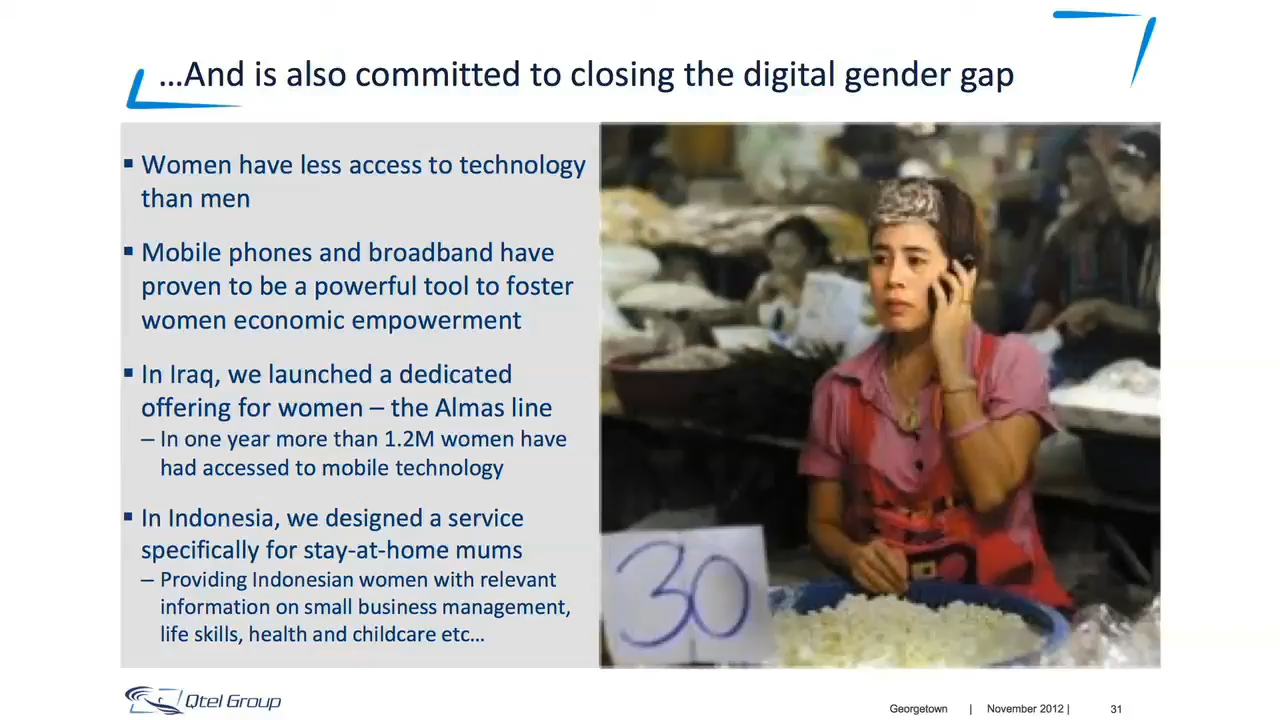 ...And is also committed to closing the digital gender gap
▪ Women have less access to technology
than men
▪ Mobile phones and broadband have
proven to be a powerful tool to foster
women economic empowerment
▪ In Iraq, we launched a dedicated
offering for women – the Almas line
– In one year more than 1.2M women have
had accessed to mobile technology
▪ In Indonesia, we designed a service
specifically for stay-at-home mums
– Providing Indonesian women with relevant
information on small business management,
life skills, health and childcare etc...
30
Qtel Group
Georgetown | November 2012 | 31